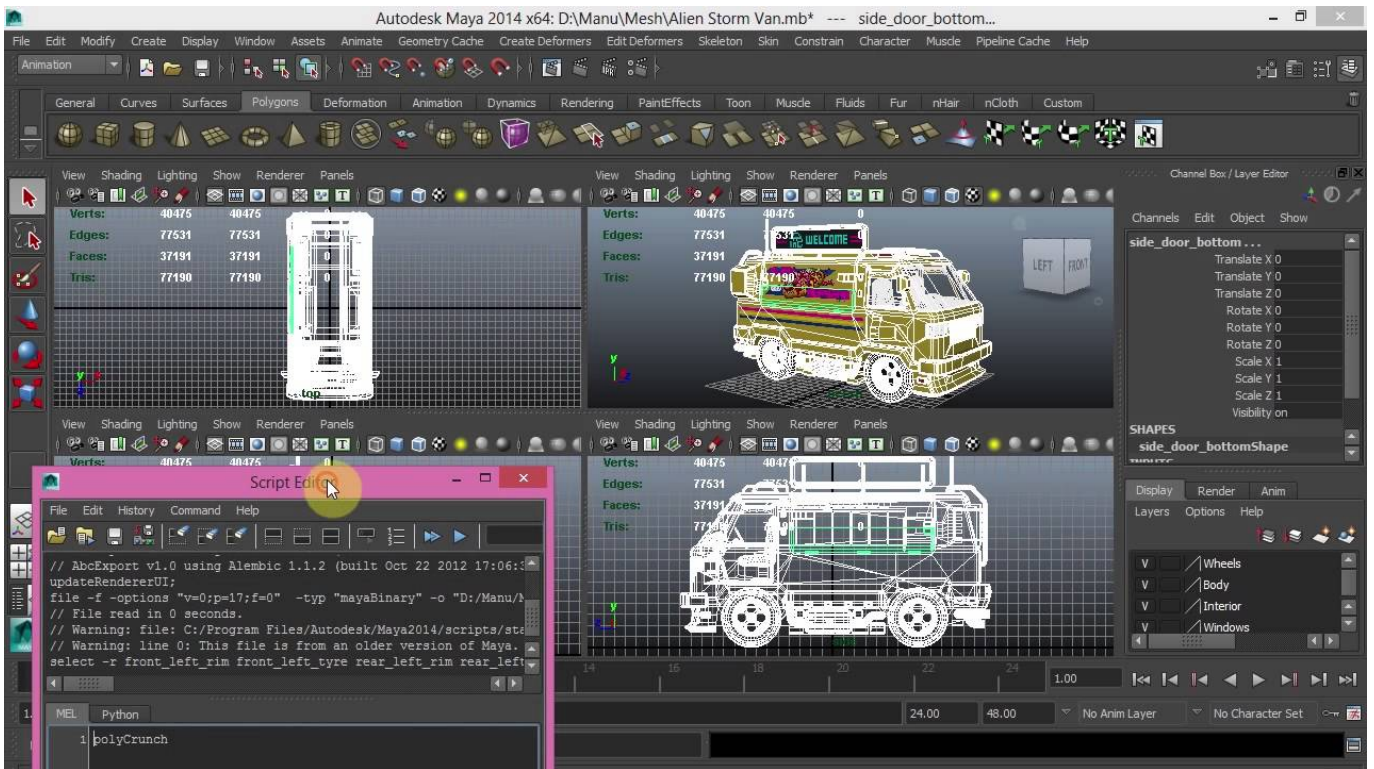 Autodesk Maya 2014 x64: D:\Manu\Mesh\Alien Storm Van.mb* --- side_door_bottom...
File Edit Modify Create Display Window Assets Animate Geometry Cache Create Deformers Edit Deformers Skeleton Skin Constrain Character Muscle Pipeline Cache Help
Animation
General Curves Surfaces Polygons Deformation Animation Dynamics Rendering PaintEffects Toon Muscle Fluids Fur nHair nCloth Custom
View Shading Lighting Show Renderer Panels
Verts: 40475 40475 0
Edges: 77531 77531 0
Faces: 37191 37191 0
Tris: 77190 77190 0
top
View Shading Lighting Show Renderer Panels
Verts: 40475 40475 0
Edges: 77531
Faces: 37191
Tris: 77190 77190
WELCOME
LEFT FRONT
y
View Shading Lighting Show Renderer Panels
Verts: 40475 40475
View Shading Lighting Show Renderer Panels
Verts: 40475
Edges: 77531
Faces: 37191
Tris:
y
Channel Box / Layer Editor
Channels Edit Object Show
side_door_bottom . . .
Translate X 0
Translate Y 0
Translate Z 0
Rotate X 0
Rotate Y 0
Rotate Z 0
Scale X 1
Scale Y 1
Scale Z 1
Visibility on
SHAPES
side_door_bottomShape
INPUTS
Display Render Anim
Layers Options Help
V Wheels
V Body
V Interior
V Windows
Script Editor
File Edit History Command Help
// AbcExport v1.0 using Alembic 1.1.2 (built Oct 22 2012 17:06:3
updateRendererUI;
file -f -options "v=0;p=17;f=0" -typ "mayaBinary" -o "D:/Manu/M
// File read in 0 seconds.
// Warning: file: C:/Program Files/Autodesk/Maya2014/scripts/sta
// Warning: line 0: This file is from an older version of Maya.
select -r front_left_rim front_left_tyre rear_left_rim rear_left
MEL Python
1 polyCrunch
14 16 18 20 22 24
1.00
24.00 48.00 No Anim Layer No Character Set